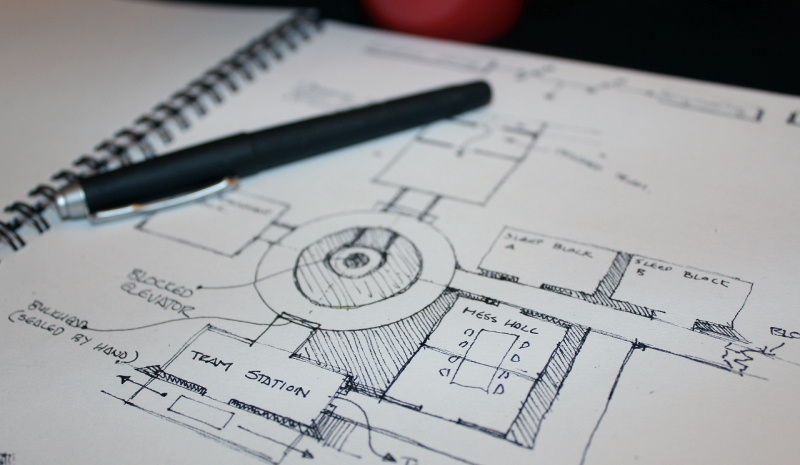 SLEEP BLOCK
A
SLEEP BLOCK
B
BLOCKED
ELEVATOR
MESS HALL
BULKHEAD
(SEALED BY HAND)
TEAM STATION